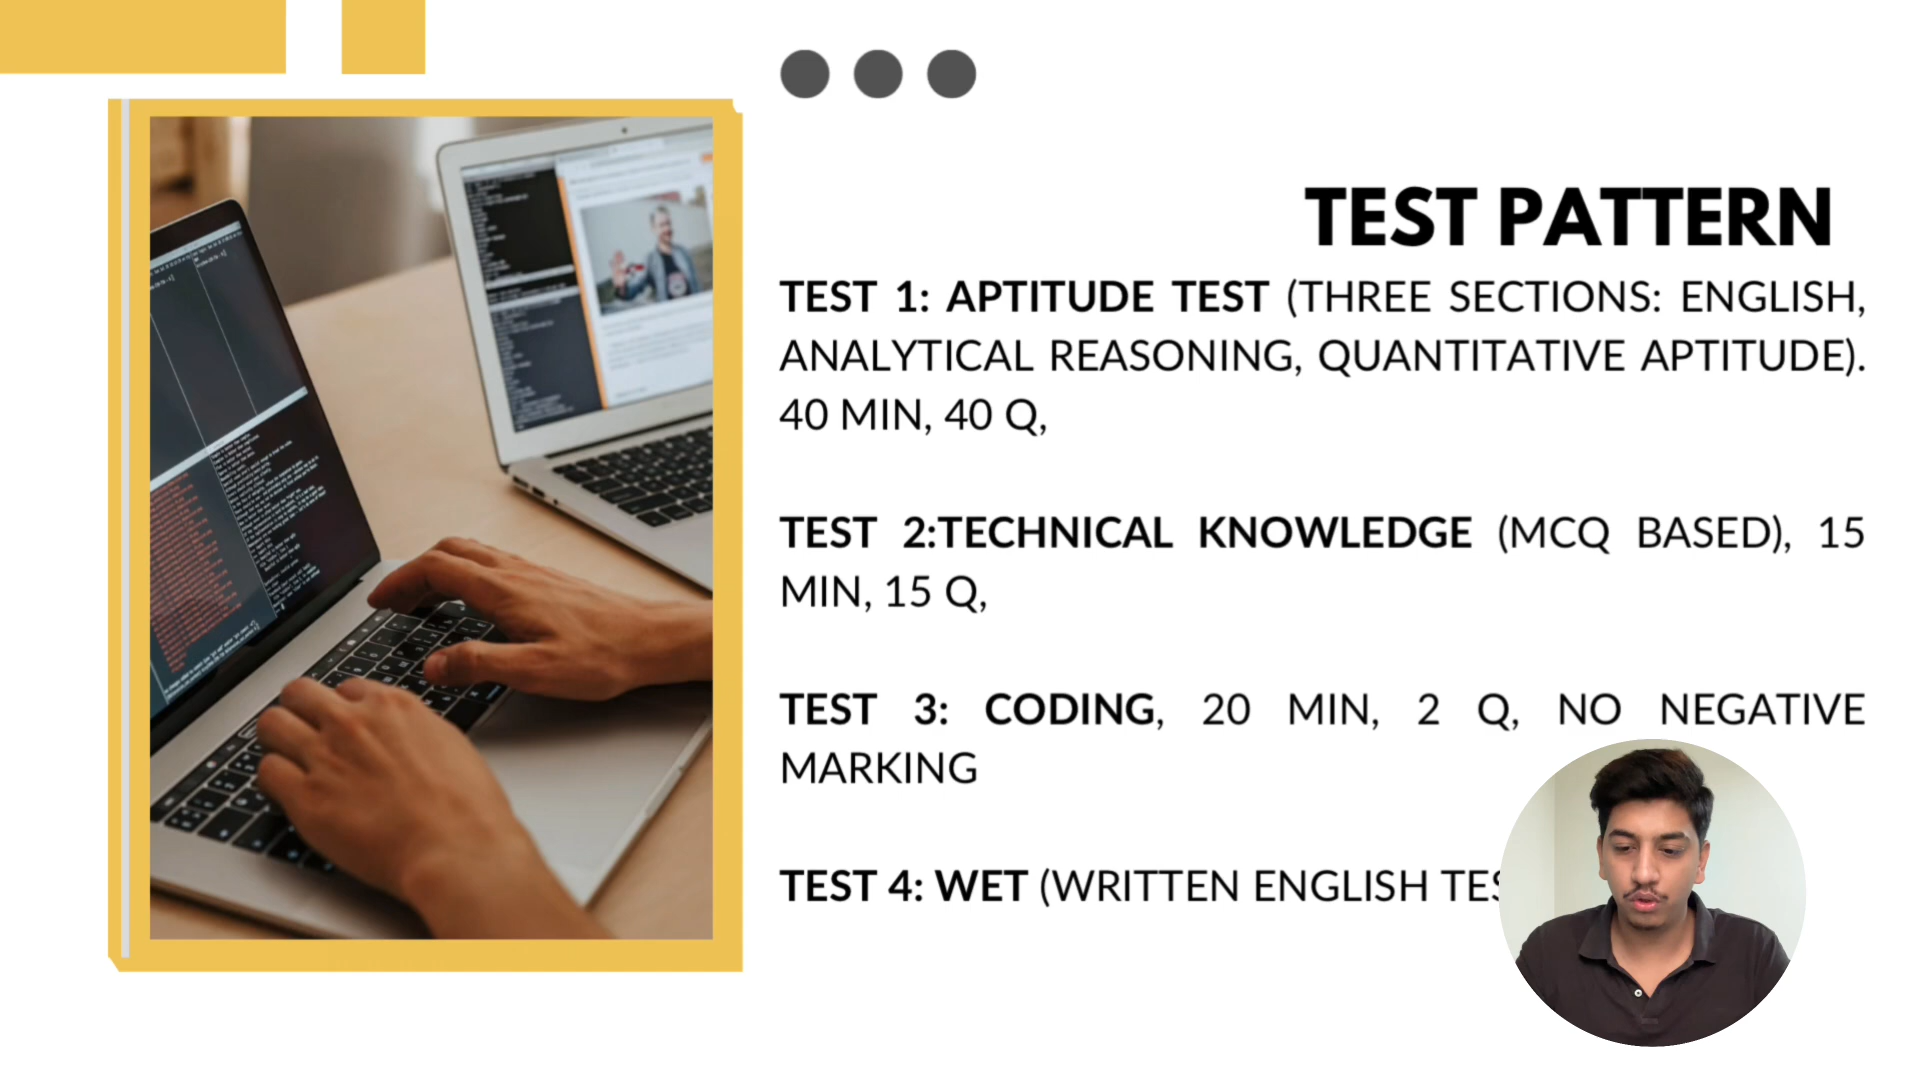 TEST PATTERN
TEST 1: APTITUDE TEST (THREE SECTIONS: ENGLISH,
ANALYTICAL REASONING, QUANTITATIVE APTITUDE).
40 MIN, 40 Q,
TEST 2:TECHNICAL KNOWLEDGE (MCQ BASED), 15
MIN, 15 Q,
TEST 3: CODING, 20 MIN, 2 Q, NO NEGATIVE
MARKING
TEST 4: WET (WRITTEN ENGLISH